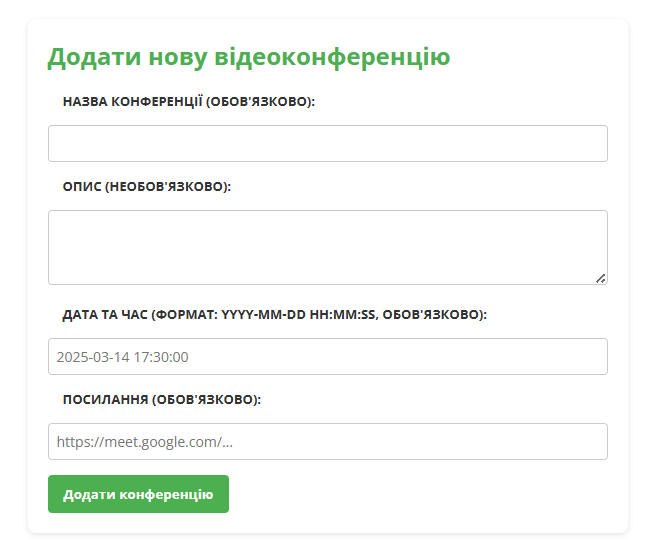 Додати нову відеоконференцію
НАЗВА КОНФЕРЕНЦІЇ (ОБОВ'ЯЗКОВО):
ОПИС (НЕОБОВ'ЯЗКОВО):
ДАТА ТА ЧАС (ФОРМАТ: YYYY-MM-DD HH:MM:SS, ОБОВ'ЯЗКОВО):
2025-03-14 17:30:00
ПОСИЛАННЯ (ОБОВ'ЯЗКОВО):
https://meet.google.com/...
Додати конференцію